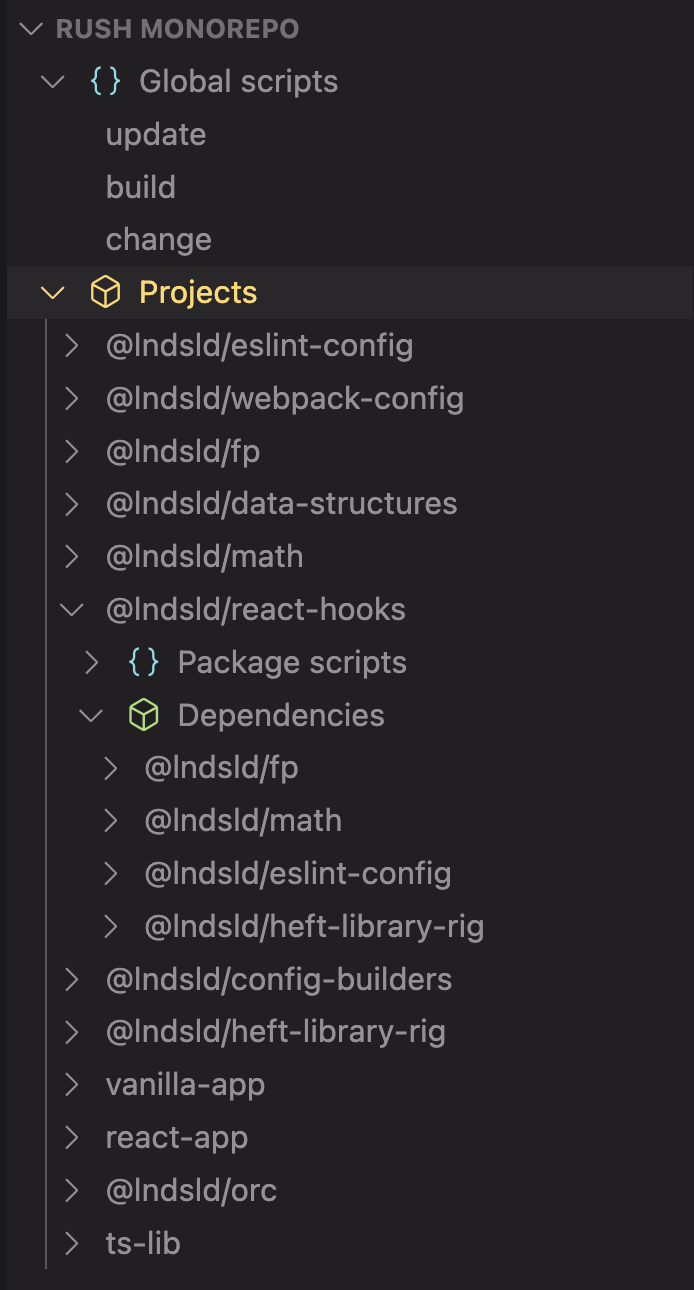 RUSH MONOREPO
{} Global scripts
update
build
change
Projects
@lndsld/eslint-config
@lndsld/webpack-config
@lndsld/fp
@lndsld/data-structures
@lndsld/math
@lndsld/react-hooks
{} Package scripts
Dependencies
@lndsld/fp
@lndsld/math
@lndsld/eslint-config
@lndsld/heft-library-rig
@lndsld/config-builders
@lndsld/heft-library-rig
vanilla-app
react-app
@lndsld/orc
ts-lib